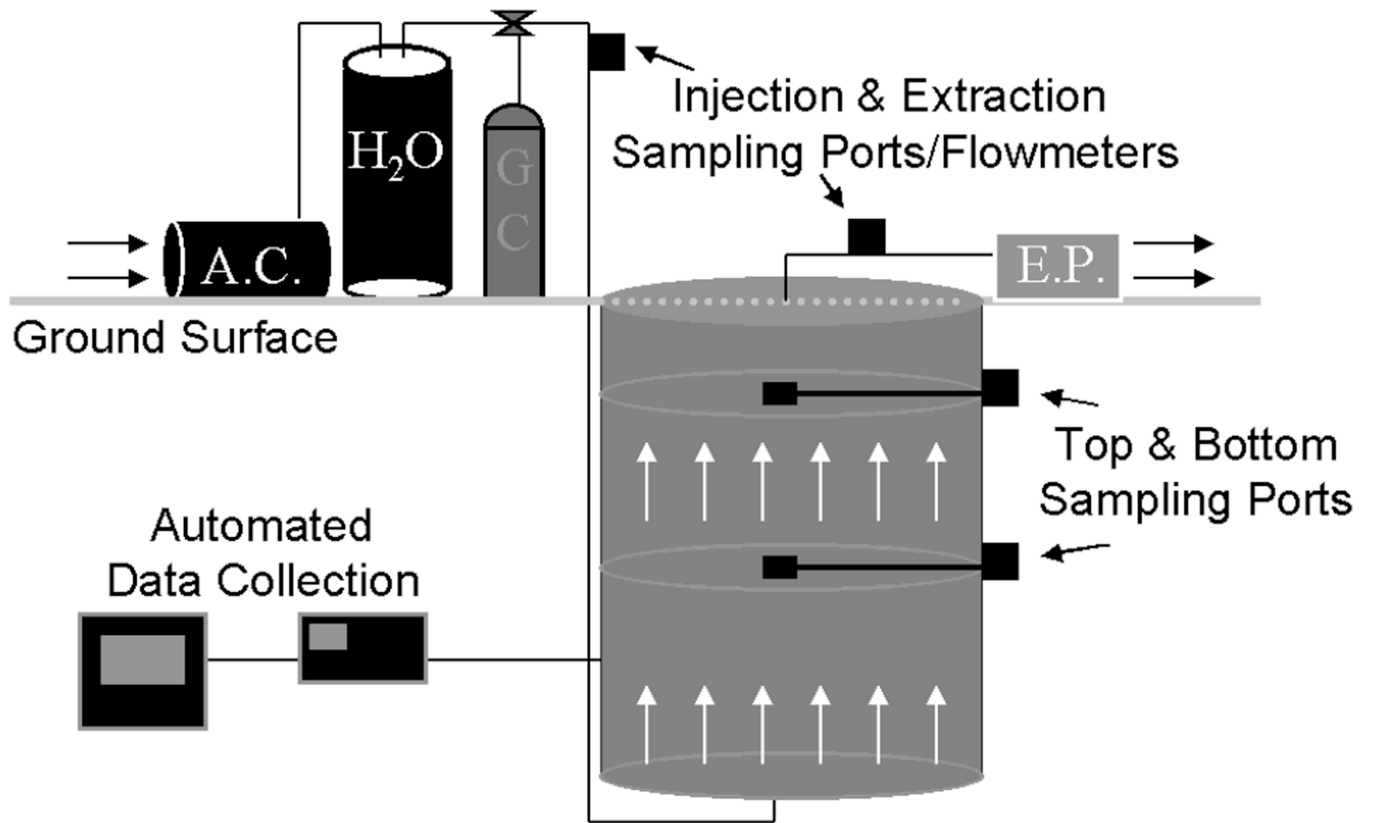 H₂O
G
C
A.C.
Injection & Extraction
Sampling Ports/Flowmeters
E.P.
Ground Surface
Top & Bottom
Sampling Ports
Automated
Data Collection